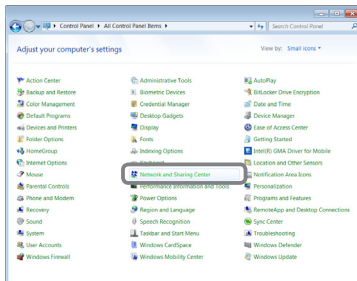 Control Panel ▸ All Control Panel Items ▸
Search Control Panel
Adjust your computer's settings
View by: Small icons
Action Center
Administrative Tools
AutoPlay
Backup and Restore
Biometric Devices
BitLocker Drive Encryption
Color Management
Credential Manager
Date and Time
Default Programs
Desktop Gadgets
Device Manager
Devices and Printers
Display
Ease of Access Center
Folder Options
Fonts
Getting Started
HomeGroup
Indexing Options
Intel(R) GMA Driver for Mobile
Internet Options
Keyboard
Location and Other Sensors
Mouse
Network and Sharing Center
Notification Area Icons
Parental Controls
Performance Information and Tools
Personalization
Phone and Modem
Power Options
Programs and Features
Recovery
Region and Language
RemoteApp and Desktop Connections
Sound
Speech Recognition
Sync Center
System
Taskbar and Start Menu
Troubleshooting
User Accounts
Windows CardSpace
Windows Defender
Windows Firewall
Windows Mobility Center
Windows Update